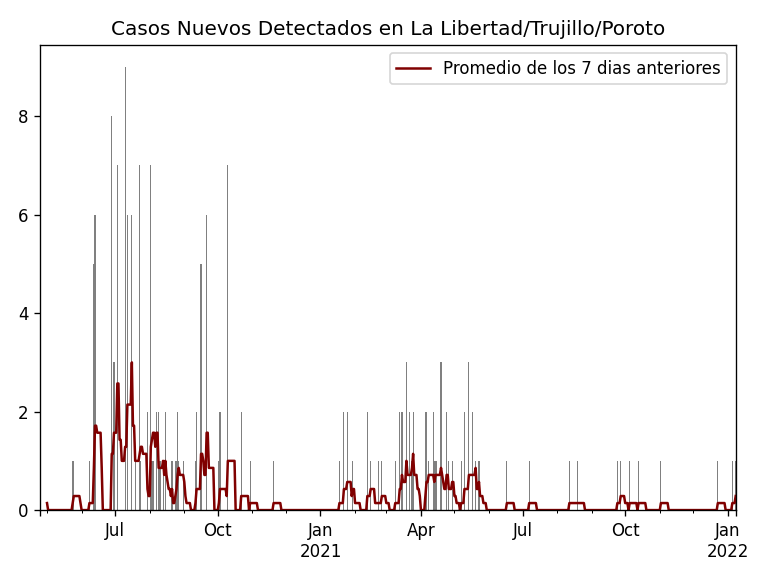 Casos Nuevos Detectados en La Libertad/Trujillo/Poroto
Promedio de los 7 dias anteriores
8
6
4
2
0
Jul
Oct
Jan
2021
Apr
Jul
Oct
Jan
2022